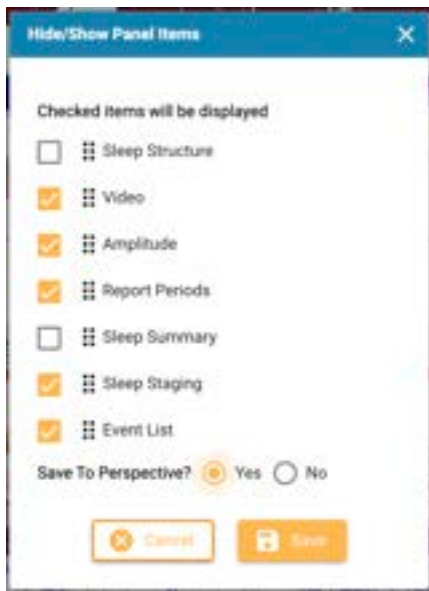 Hide/Show Panel Items
Checked items will be displayed
Sleep Structure
Video
Amplitude
Report Periods
Sleep Summary
Sleep Staging
Event List
Save To Perspective? Yes No
Cancel Save